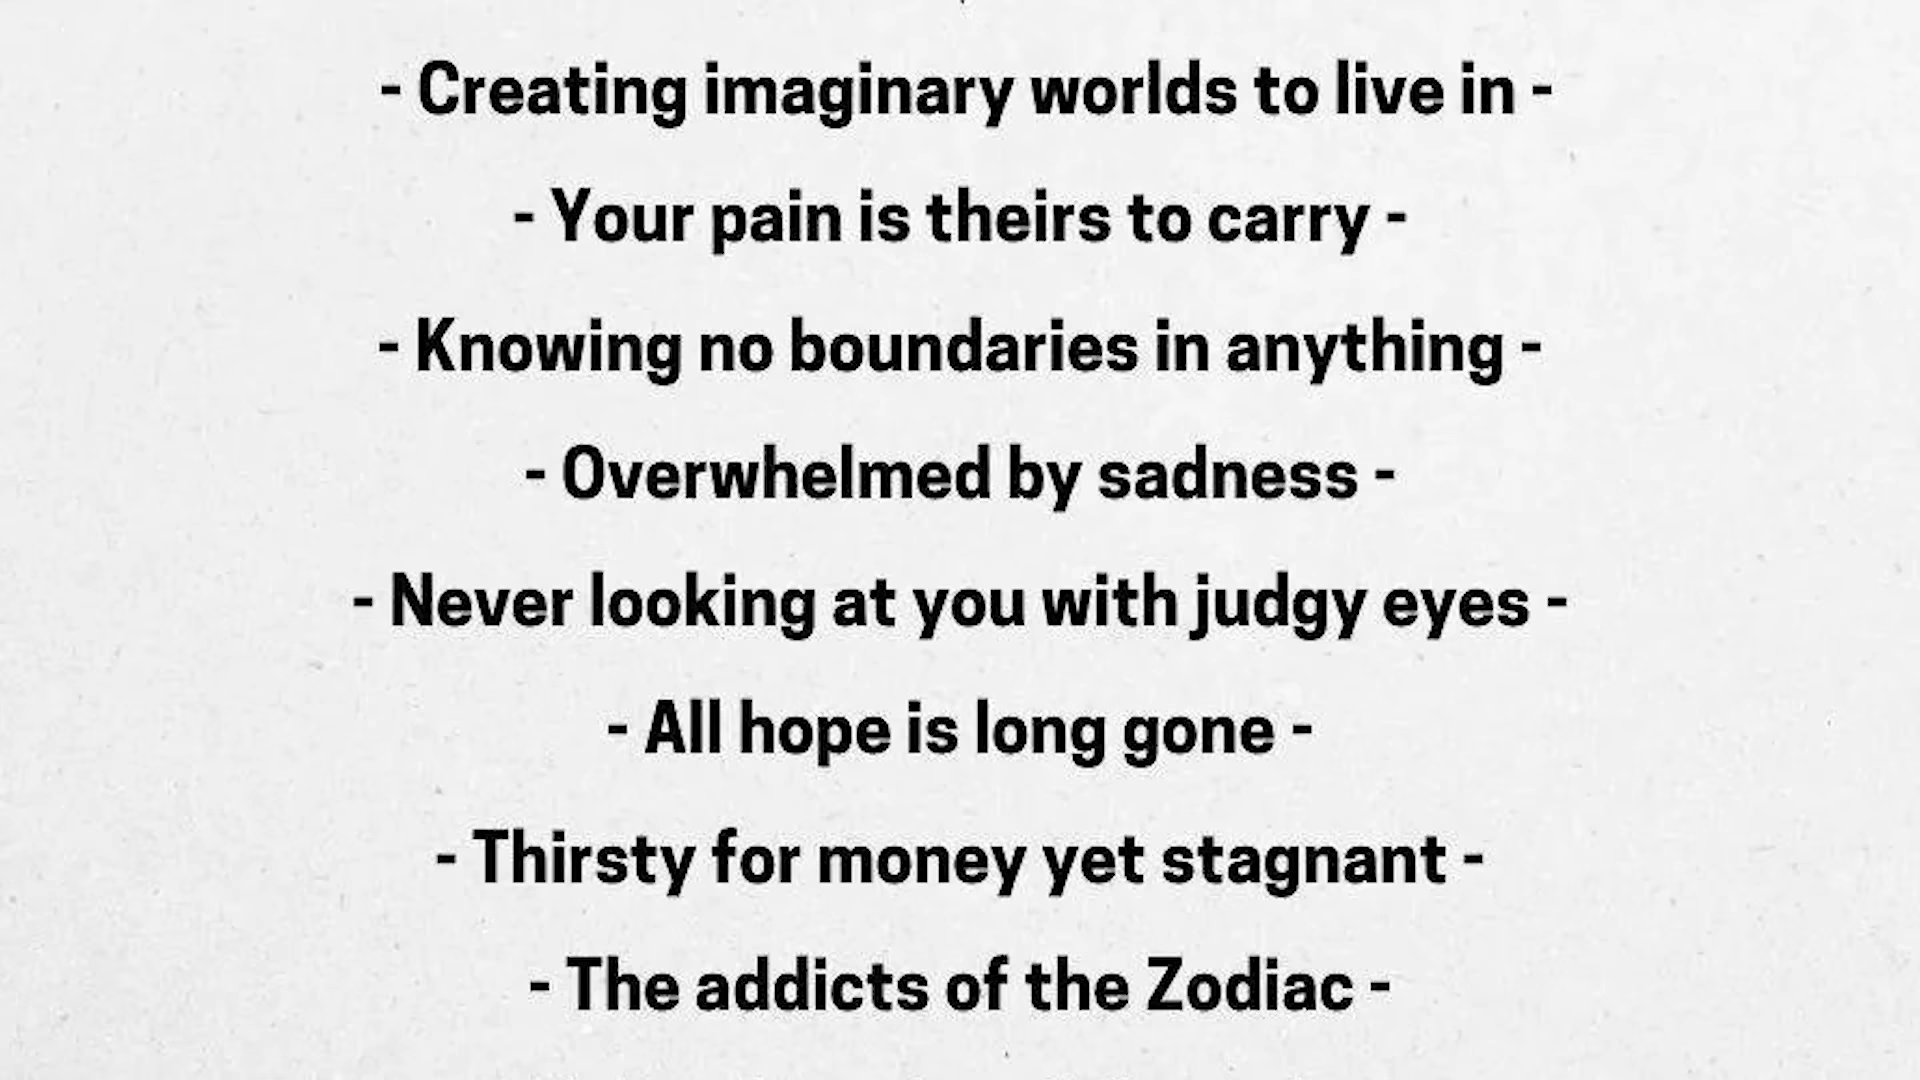 - Creating imaginary worlds to live in -
- Your pain is theirs to carry -
- Knowing no boundaries in anything -
- Overwhelmed by sadness -
- Never looking at you with judgy eyes -
- All hope is long gone -
- Thirsty for money yet stagnant -
- The addicts of the Zodiac -